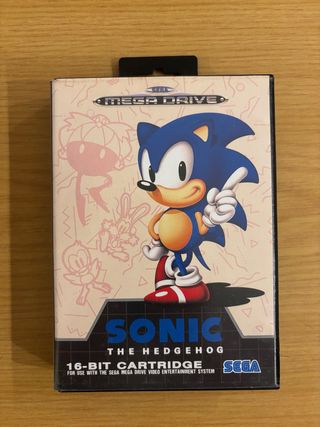 SEGA
MEGA DRIVE
SONIC
THE HEDGEHOG
16-BIT CARTRIDGE
FOR USE WITH THE SEGA MEGA DRIVE VIDEO ENTERTAINMENT SYSTEM
SEGA